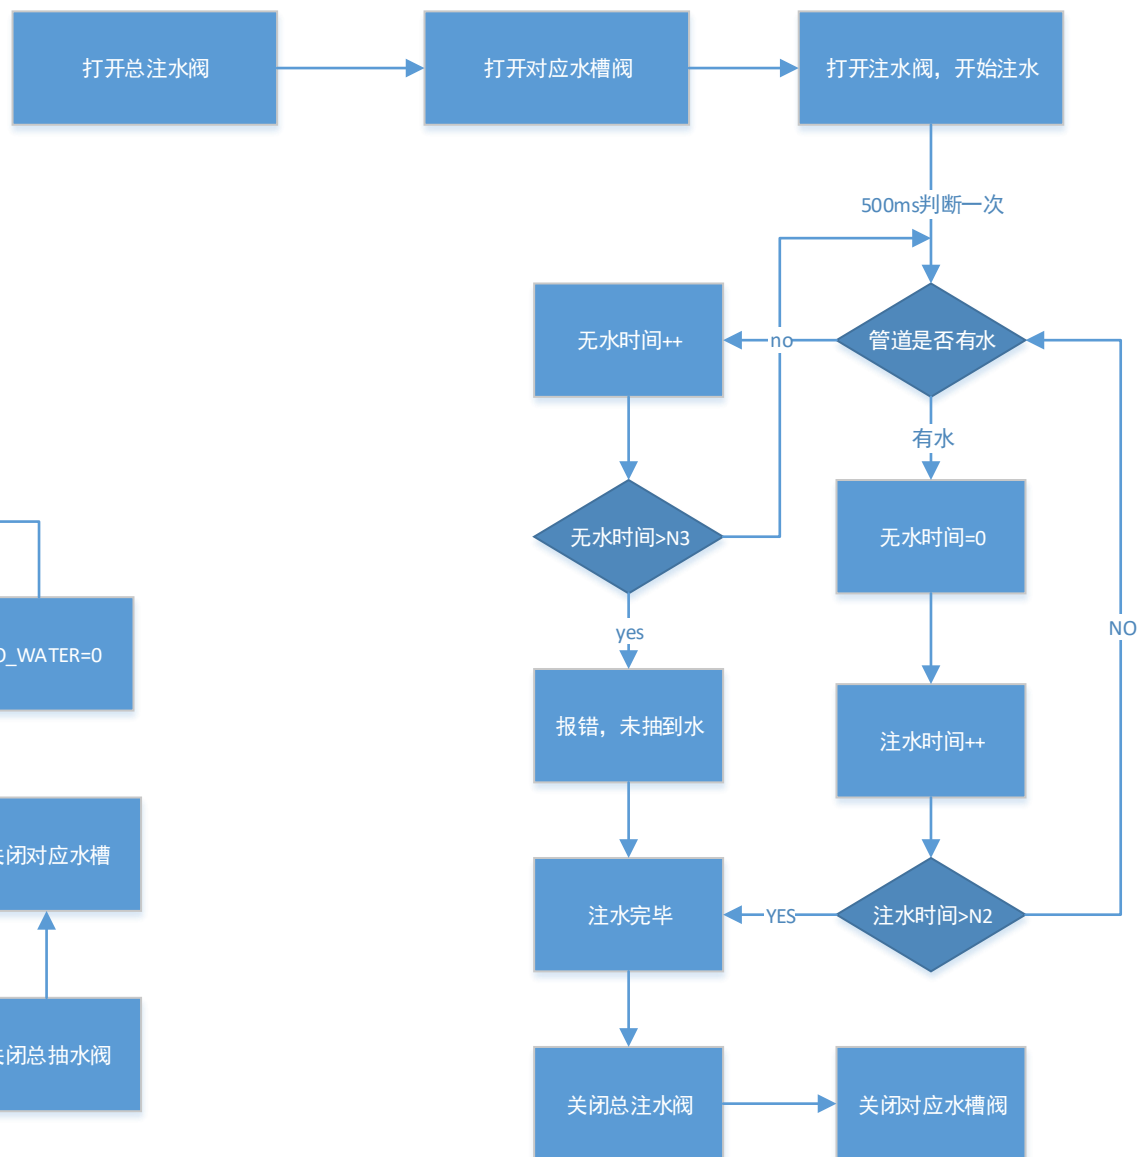 打开总注水阀
打开对应水槽阀
打开注水阀，开始注水
500ms判断一次
无水时间++
no
管道是否有水
有水
无水时间>N3
无水时间=0
yes
NO
_WATER=0
报错，未抽到水
注水时间++
闭对应水槽
注水完毕
YES
注水时间>N2
闭总抽水阀
关闭总注水阀
关闭对应水槽阀